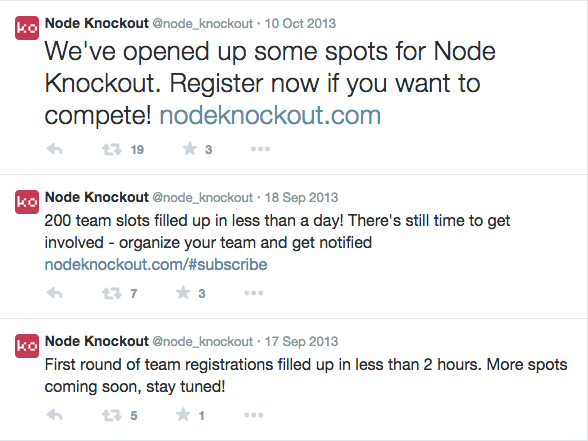 ko Node Knockout @node_knockout · 10 Oct 2013
We've opened up some spots for Node
Knockout. Register now if you want to
compete! nodeknockout.com
19 3
ko Node Knockout @node_knockout · 18 Sep 2013
200 team slots filled up in less than a day! There's still time to get
involved - organize your team and get notified
nodeknockout.com/#subscribe
7 3
ko Node Knockout @node_knockout · 17 Sep 2013
First round of team registrations filled up in less than 2 hours. More spots
coming soon, stay tuned!
5 1